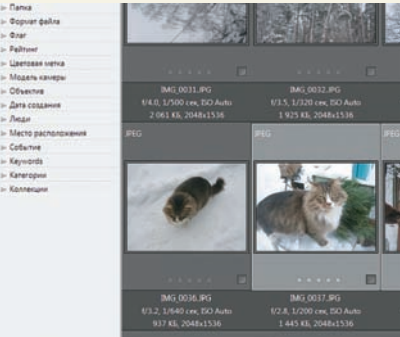 Папка
Формат файла
Флаг
Рейтинг
Цветовая метка
Модель камеры
Объектив
Дата создания
Люди
Место расположения
Событие
Keywords
Категории
Коллекции
IMG_0031.JPG
f/4.0, 1/500 сек, ISO Auto
2 061 КБ, 2048x1536
IMG_0032.JPG
f/3.5, 1/320 сек, ISO Auto
1 925 КБ, 2048x1536
JPEG
JPEG
JPEG
IMG_0036.JPG
f/3.2, 1/640 сек, ISO Auto
937 КБ, 2048x1536
IMG_0037.JPG
f/2.8, 1/200 сек, ISO Auto
1 445 КБ, 2048x1536